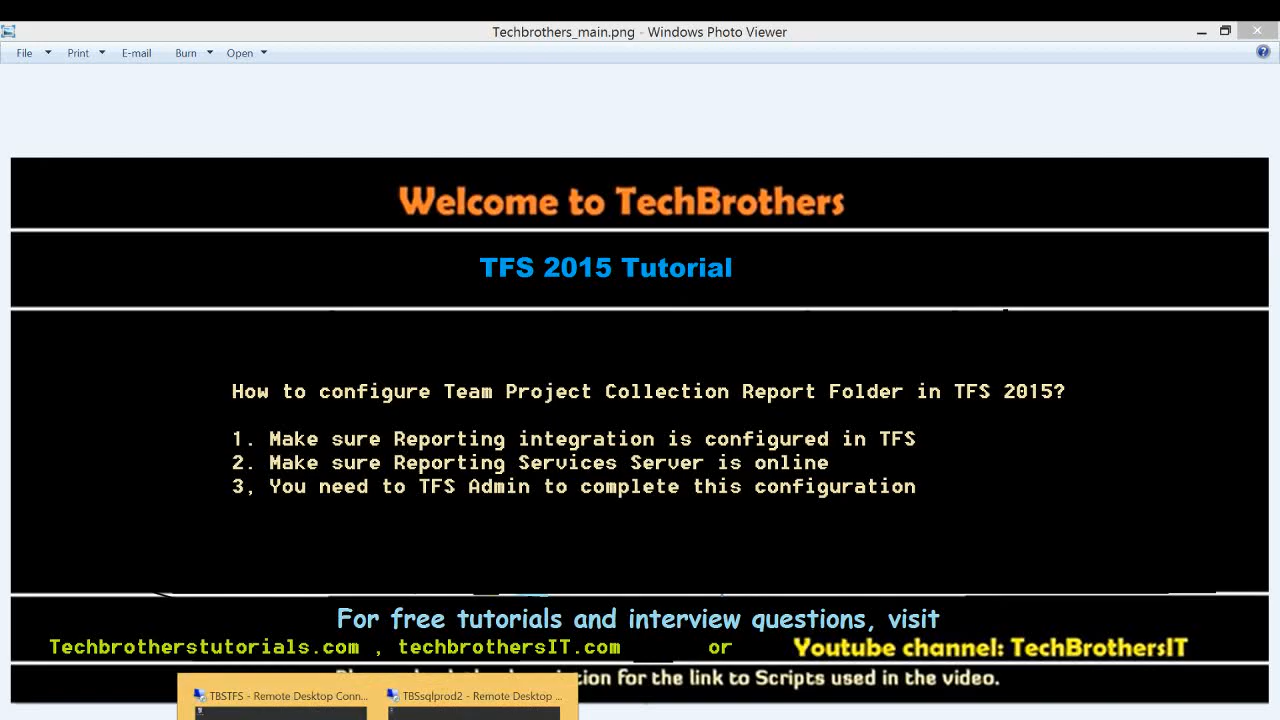 Techbrothers_main.png - Windows Photo Viewer
File Print E-mail Burn Open
Welcome to TechBrothers
TFS 2015 Tutorial
How to configure Team Project Collection Report Folder in TFS 2015?
1. Make sure Reporting integration is configured in TFS
2. Make sure Reporting Services Server is online
3, You need to TFS Admin to complete this configuration
For free tutorials and interview questions, visit
Techbrotherstutorials.com , techbrothersIT.com or Youtube channel: TechBrothersIT
for the link to Scripts used in the video.
TBSTFS - Remote Desktop Conn... TBSsqlprod2 - Remote Desktop ...